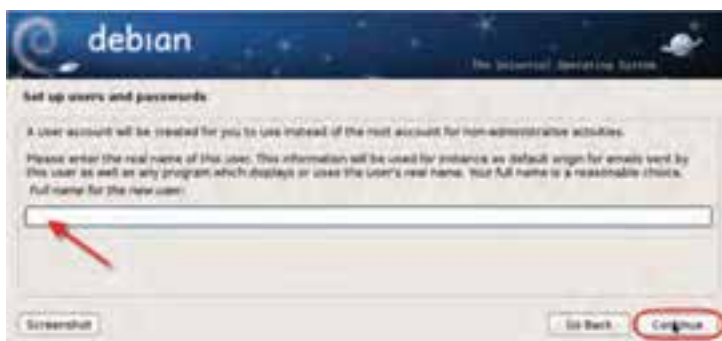 debian
The Universal Operating System
Set up users and passwords
A user account will be created for you to use instead of the root account for non-administrative activities.
Please enter the real name of this user. This information will be used for instance as default origin for emails sent by
this user as well as any program which displays or uses the user's real name. Your full name is a reasonable choice.
Full name for the new user:
Screenshot
Go Back
Continue